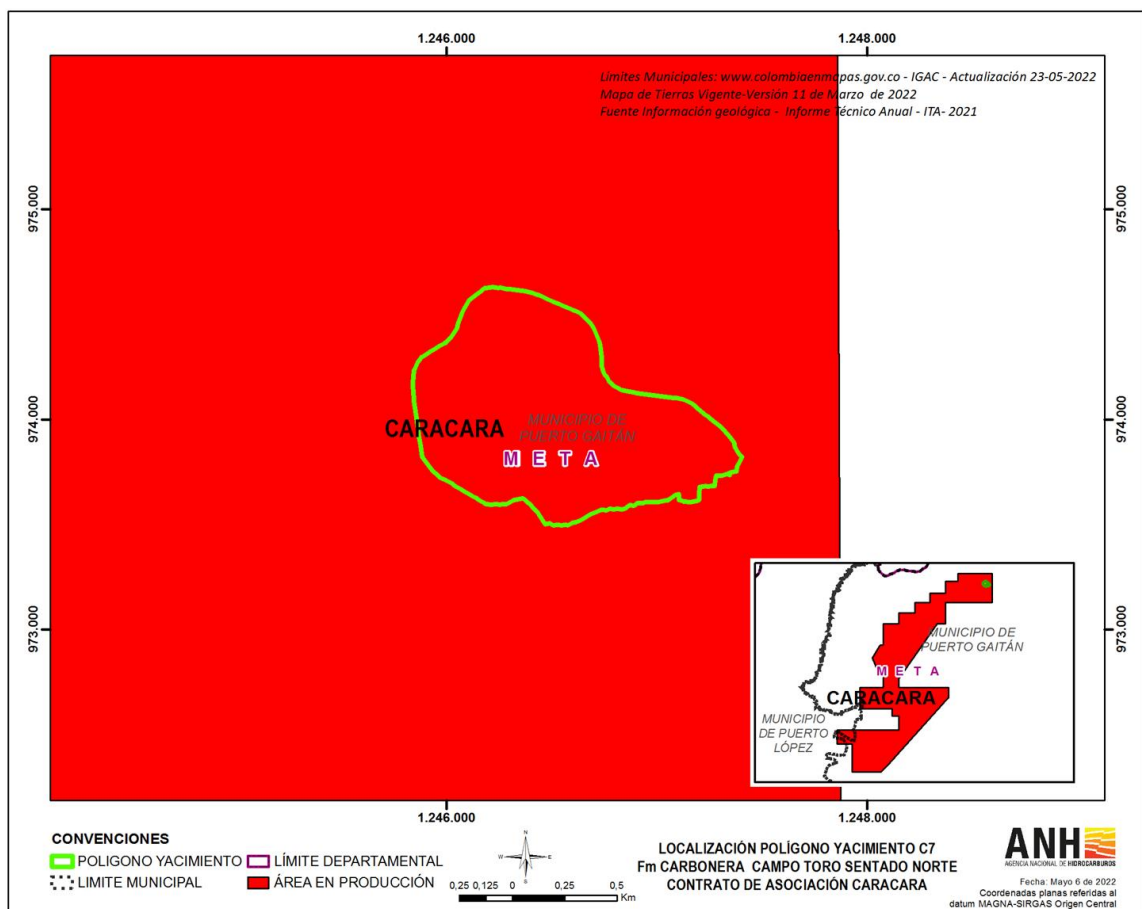 1.246.000
1.248.000
Límites Municipales: www.colombiaenmapas.gov.co - IGAC - Actualización 23-05-2022
Mapa de Tierras Vigente-Versión 11 de Marzo de 2022
Fuente Información geológica - Informe Técnico Anual - ITA- 2021
975.000
975.000
974.000
974.000
MUNICIPIO DE
PUERTO GAITÁN
CARACARA
META
973.000
973.000
MUNICIPIO DE
PUERTO GAITÁN
META
CARACARA
MUNICIPIO
DE PUERTO
LÓPEZ
1.246.000
1.248.000
CONVENCIONES
POLIGONO YACIMIENTO
LÍMITE DEPARTAMENTAL
LIMITE MUNICIPAL
ÁREA EN PRODUCCIÓN
N
W
E
S
0,25 0,125 0 0,25 0,5
Km
LOCALIZACIÓN POLÍGONO YACIMIENTO C7
Fm CARBONERA CAMPO TORO SENTADO NORTE
CONTRATO DE ASOCIACIÓN CARACARA
ANH
AGENCIA NACIONAL DE HIDROCARBUROS
Fecha: Mayo 6 de 2022
Coordenadas planas referidas al
datum MAGNA-SIRGAS Origen Central